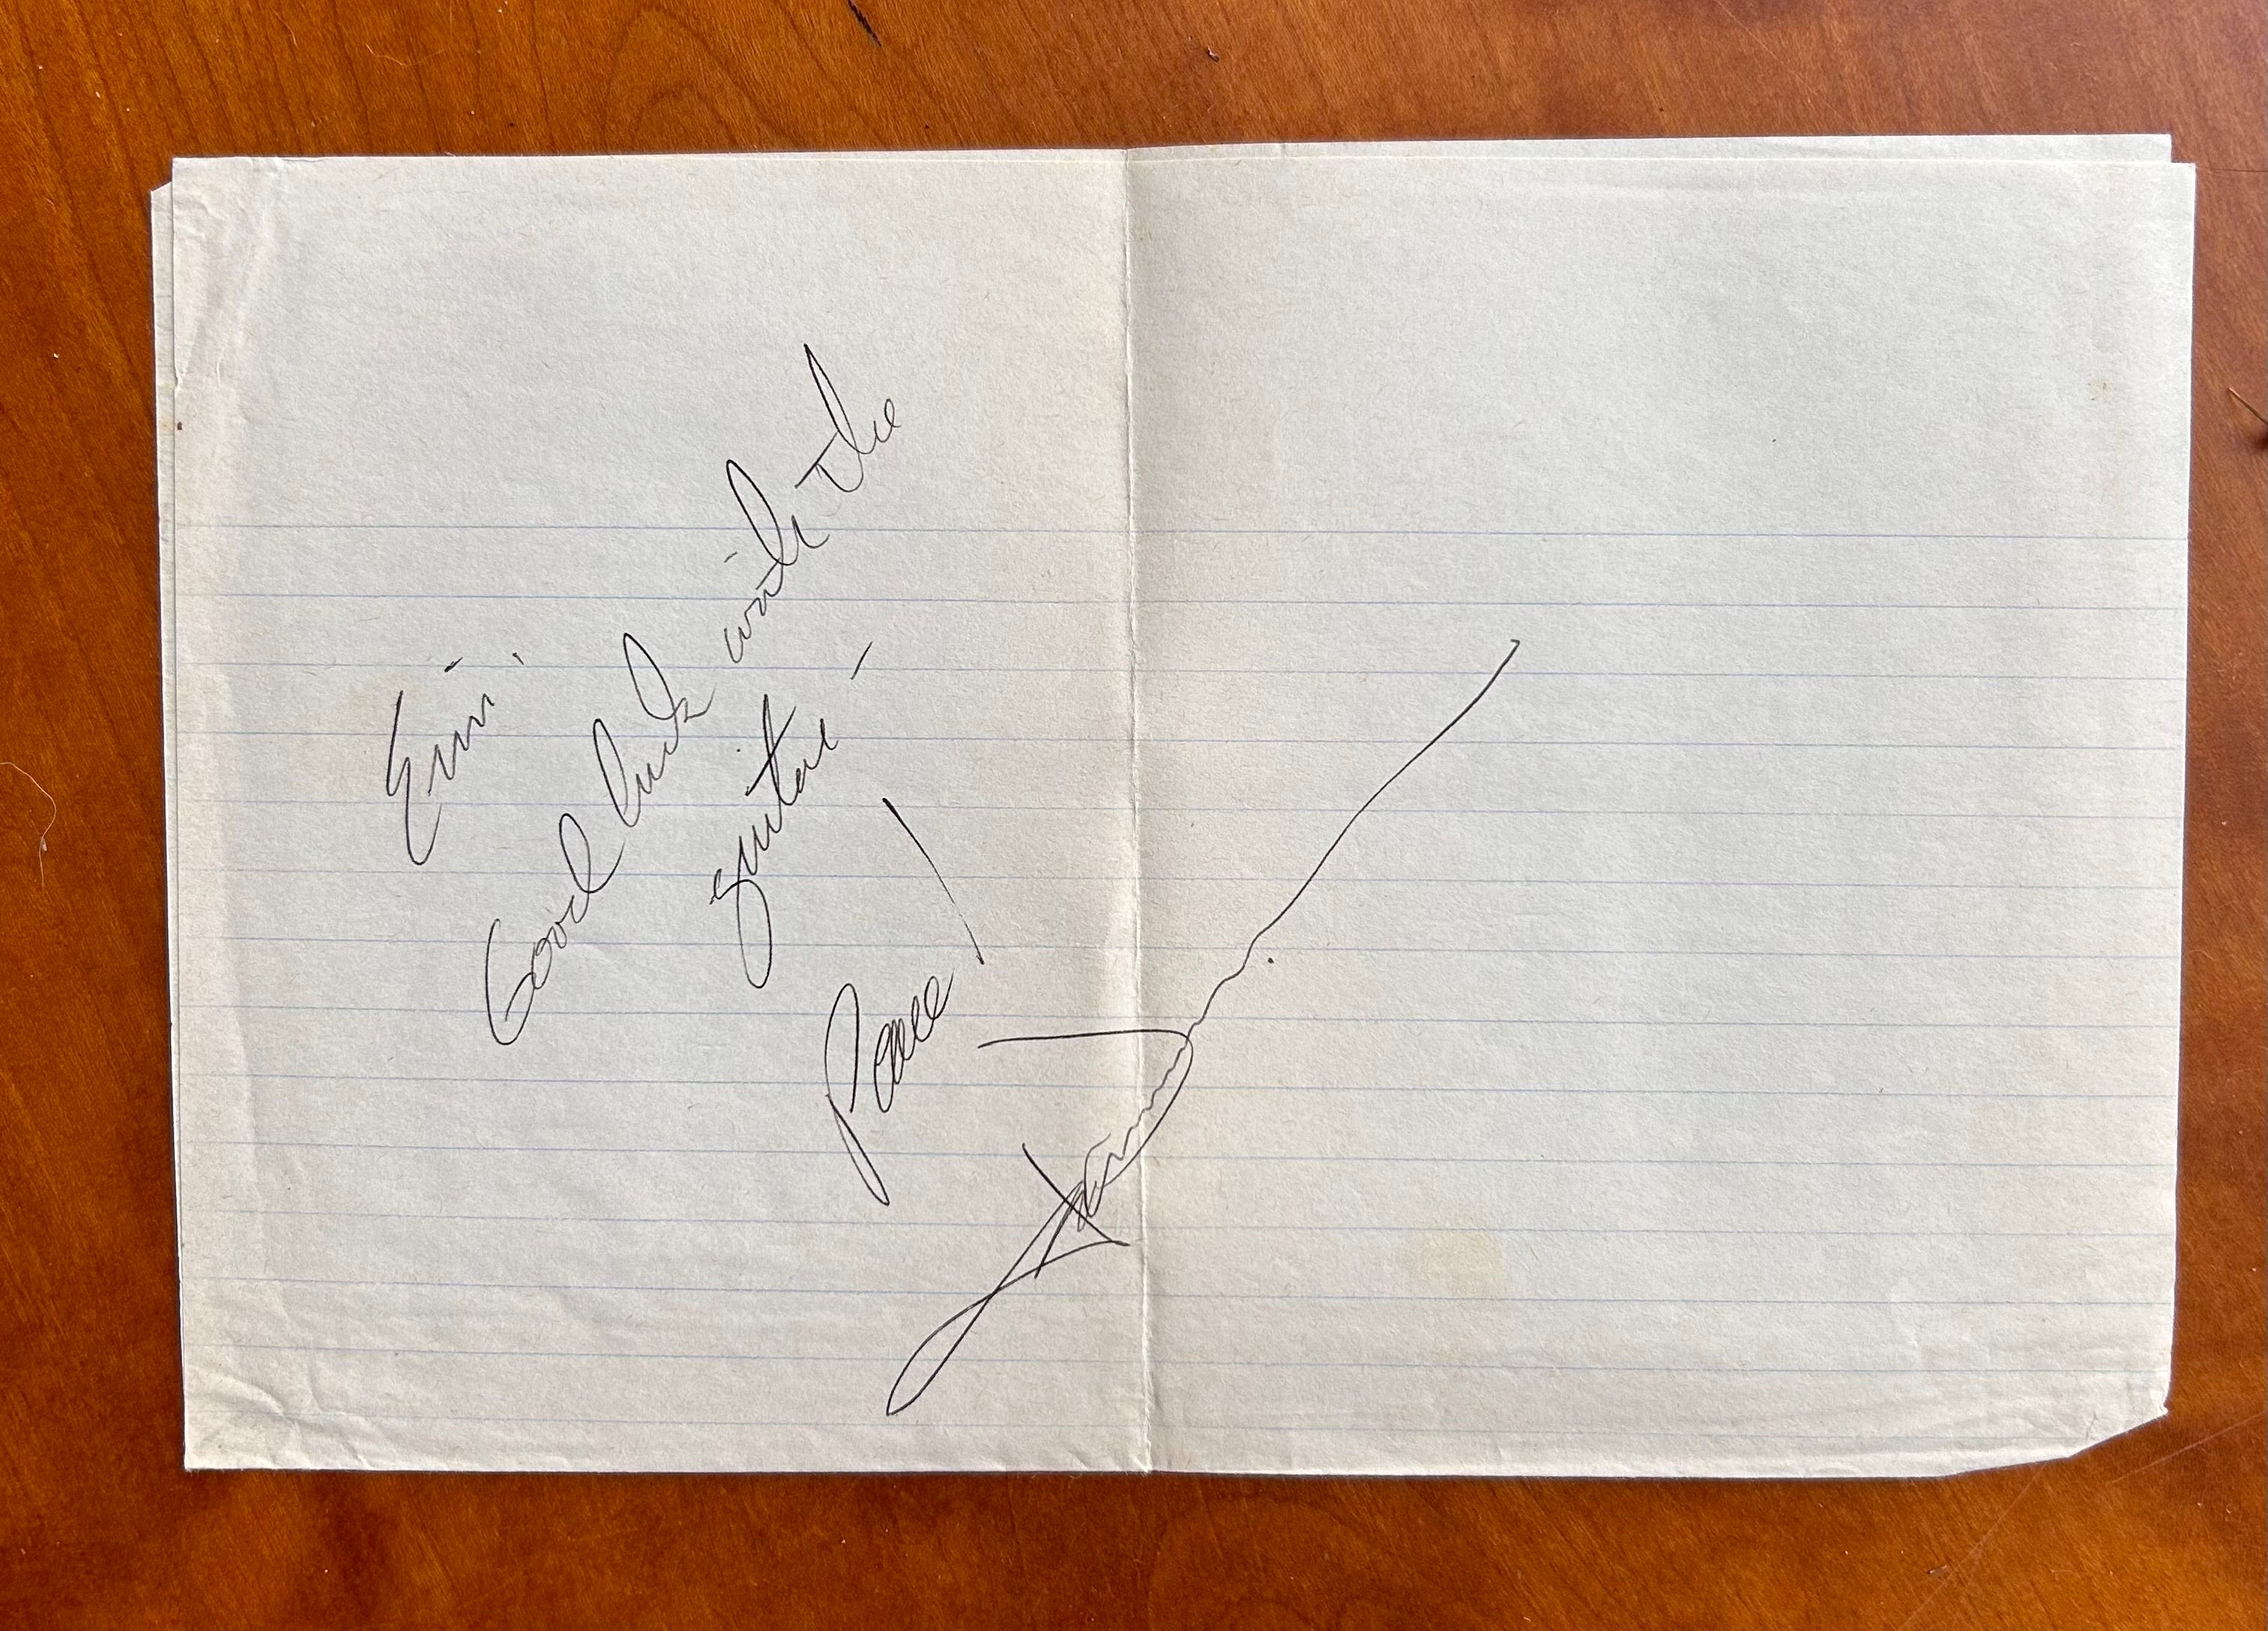 Erin,
Good luck with the
guitar –
Peace